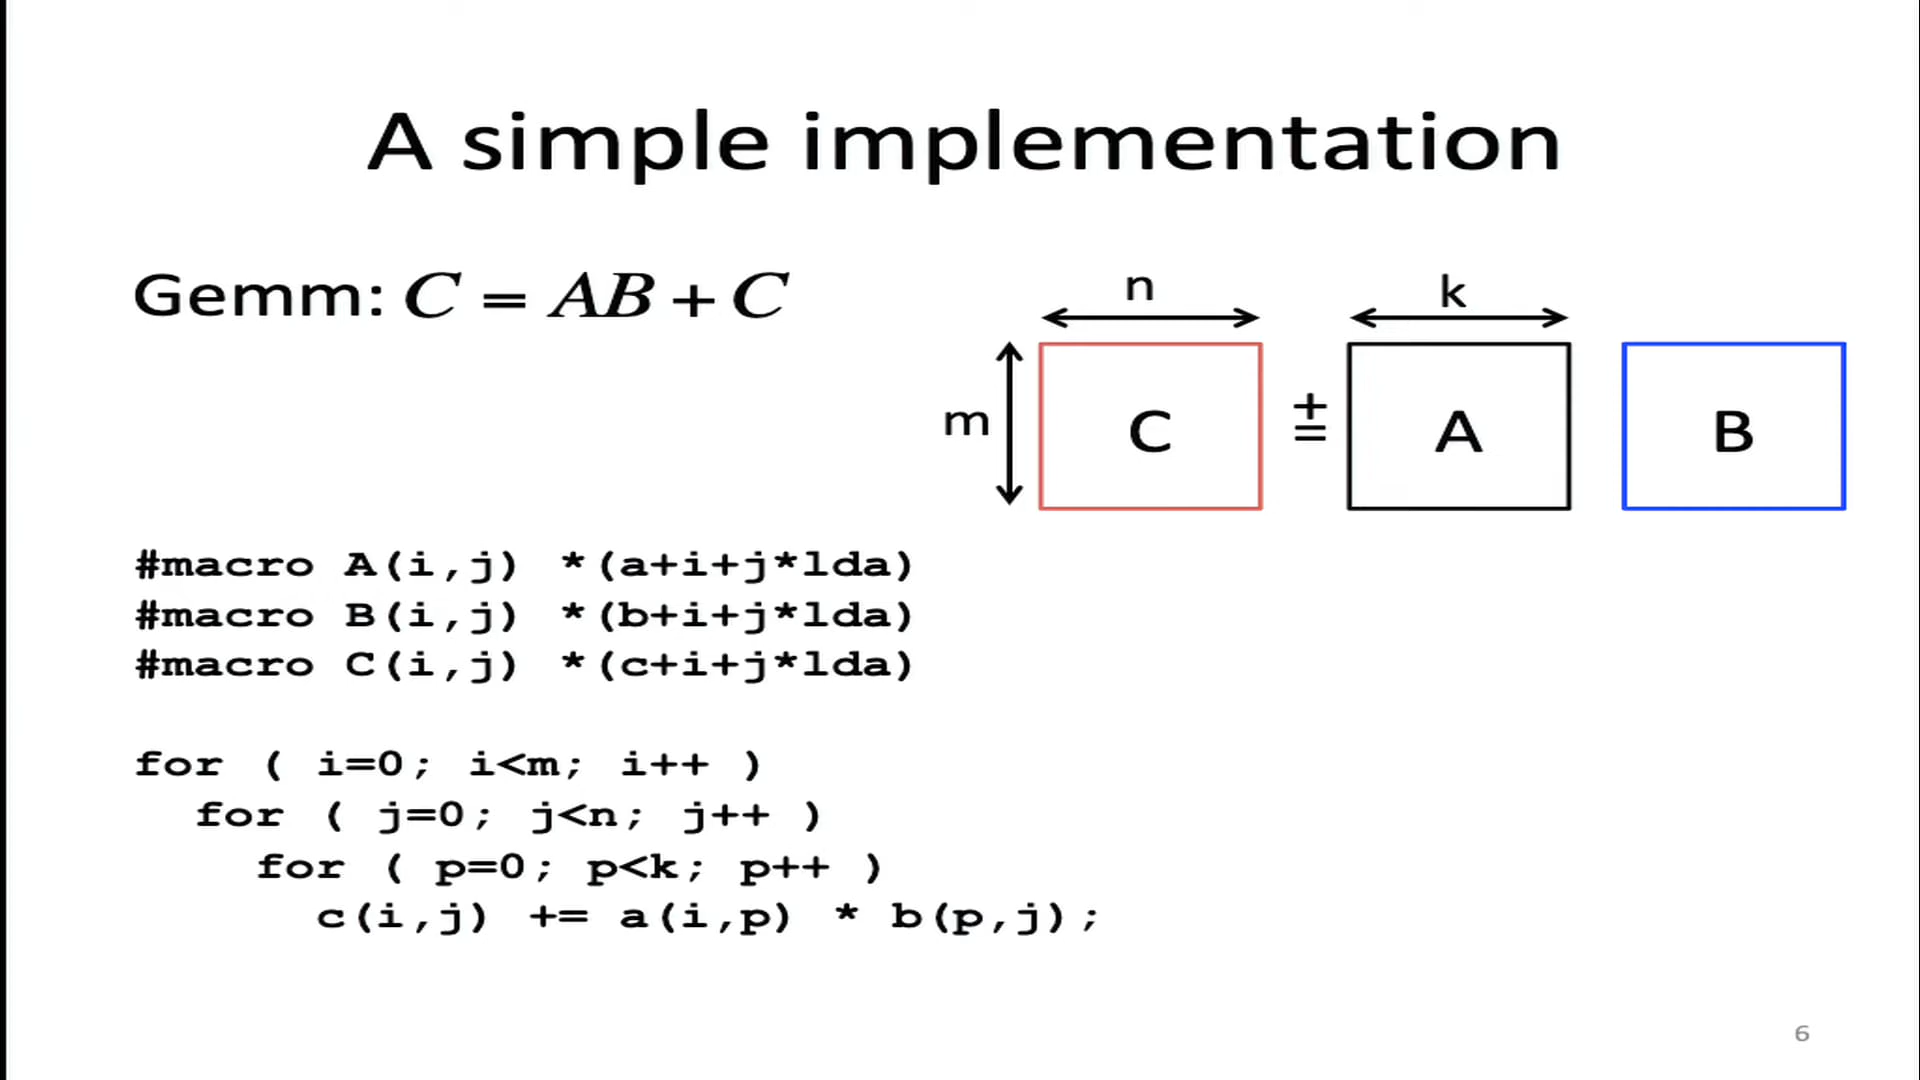 A simple implementation
Gemm: C = AB + C
n
k
m
C
+
=
A
B
#macro A(i,j) *(a+i+j*lda)
#macro B(i,j) *(b+i+j*lda)
#macro C(i,j) *(c+i+j*lda)
for ( i=0; i<m; i++ )
for ( j=0; j<n; j++ )
for ( p=0; p<k; p++ )
c(i,j) += a(i,p) * b(p,j);
6